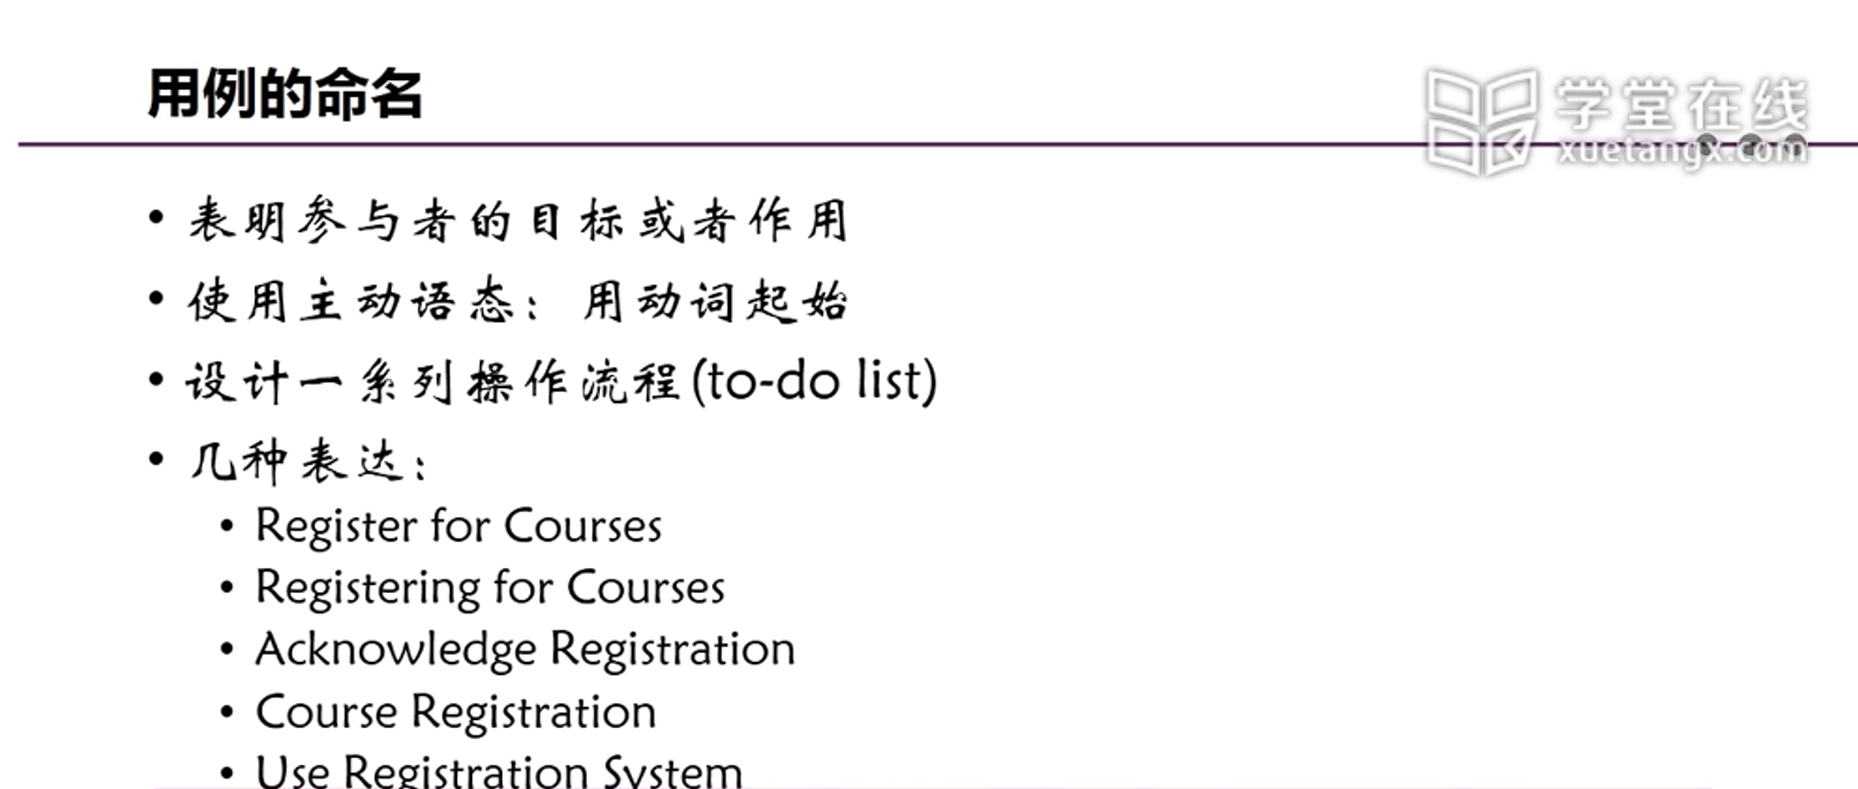 用例的命名
学堂在线
xuetangx.com
• 表明参与者的目标或者作用
• 使用主动语态：用动词起始
• 设计一系列操作流程(to-do list)
• 几种表达：
• Register for Courses
• Registering for Courses
• Acknowledge Registration
• Course Registration
• Use Registration System